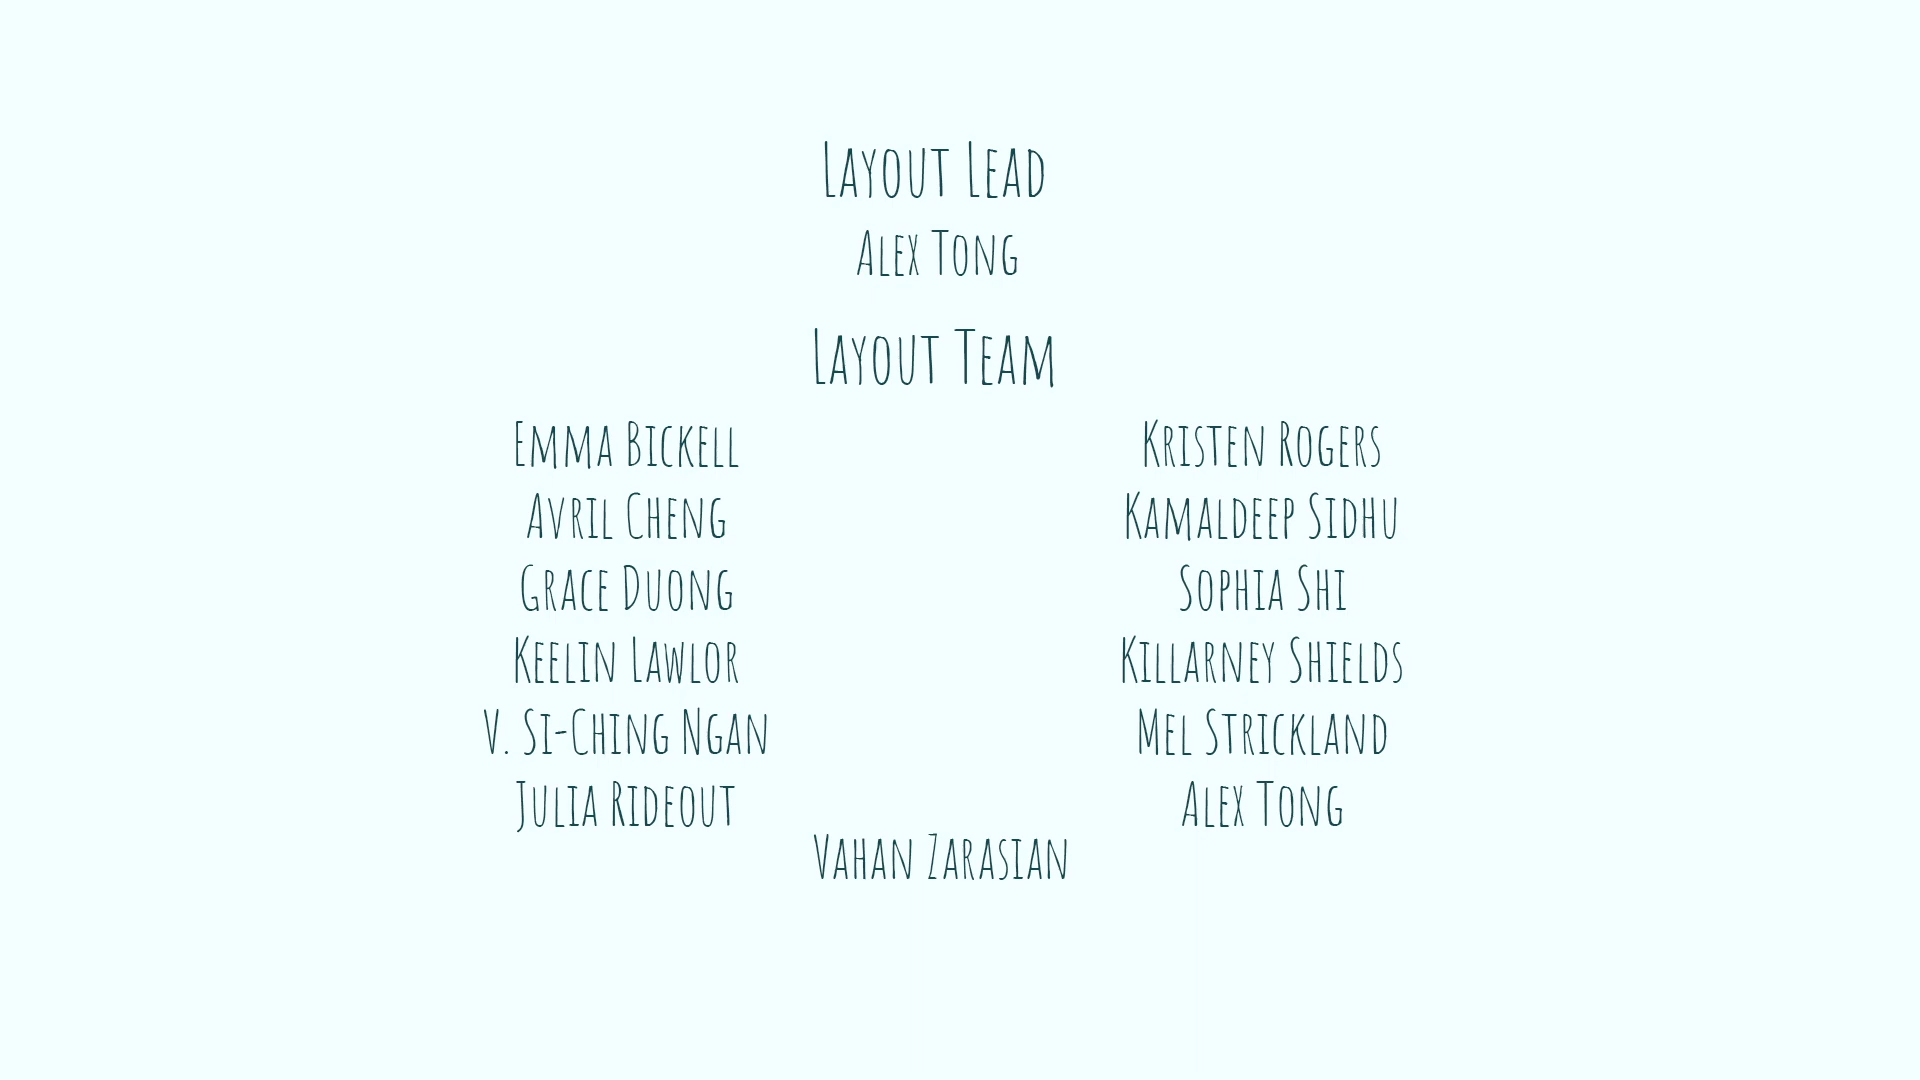 Layout Lead
Alex Tong
Layout Team
Emma Bickell
Avril Cheng
Grace Duong
Keelin Lawlor
V. Si-Ching Ngan
Julia Rideout
Kristen Rogers
Kamaldeep Sidhu
Sophia Shi
Killarney Shields
Mel Strickland
Alex Tong
Vahan Zarasian